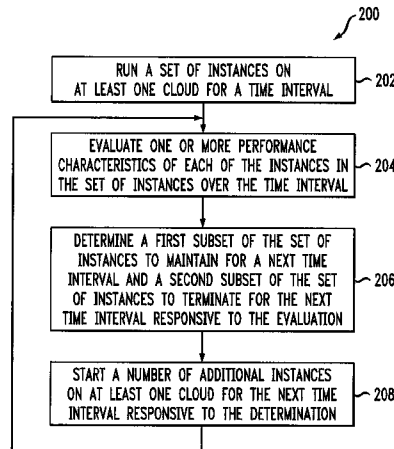 200
RUN A SET OF INSTANCES ON
AT LEAST ONE CLOUD FOR A TIME INTERVAL
202
EVALUATE ONE OR MORE PERFORMANCE
CHARACTERISTICS OF EACH OF THE INSTANCES IN
THE SET OF INSTANCES OVER THE TIME INTERVAL
204
DETERMINE A FIRST SUBSET OF THE SET OF
INSTANCES TO MAINTAIN FOR A NEXT TIME
INTERVAL AND A SECOND SUBSET OF THE SET
OF INSTANCES TO TERMINATE FOR THE NEXT
TIME INTERVAL RESPONSIVE TO THE EVALUATION
206
START A NUMBER OF ADDITIONAL INSTANCES
ON AT LEAST ONE CLOUD FOR THE NEXT TIME
INTERVAL RESPONSIVE TO THE DETERMINATION
208